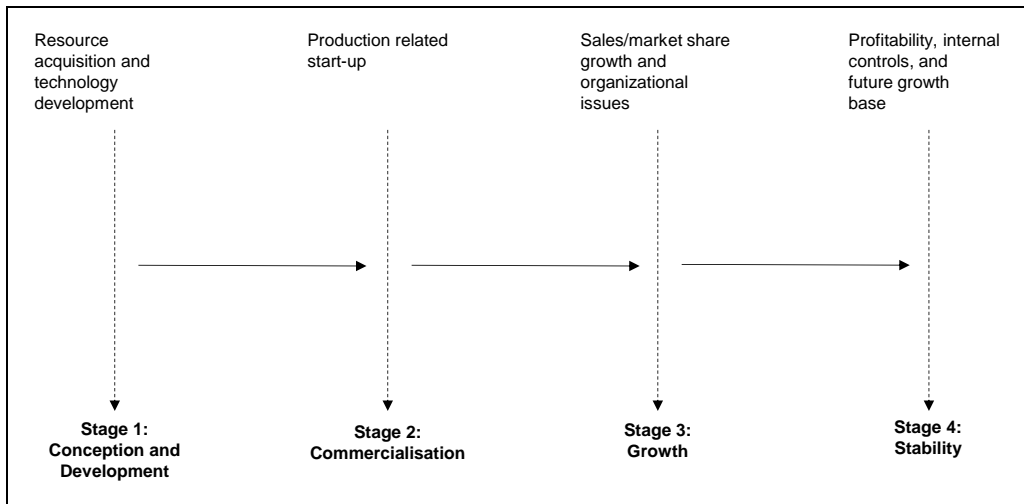 Resource
acquisition and
technology
development
Production related
start-up
Sales/market share
growth and
organizational
issues
Profitability, internal
controls, and
future growth
base
Stage 1:
Conception and
Development
Stage 2:
Commercialisation
Stage 3:
Growth
Stage 4:
Stability